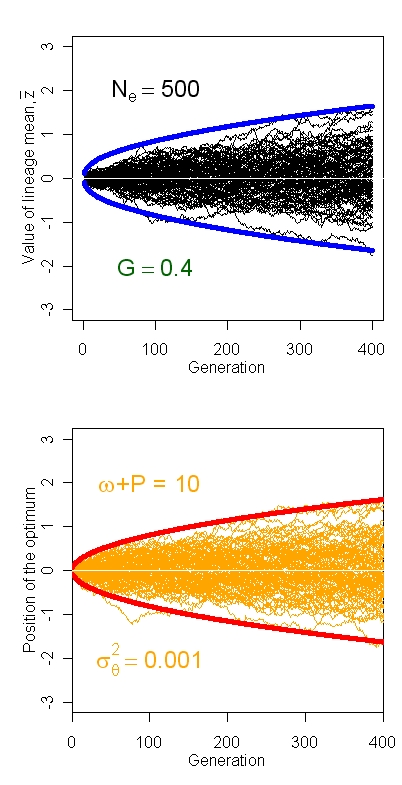 3
2
1
0
-1
-2
-3
Value of lineage mean, z̅
Nₑ = 500
G = 0.4
0 100 200 300 400
Generation
3
2
1
0
-1
-2
-3
Position of the optimum
ω+P = 10
σ²_θ = 0.001
0 100 200 300 400
Generation